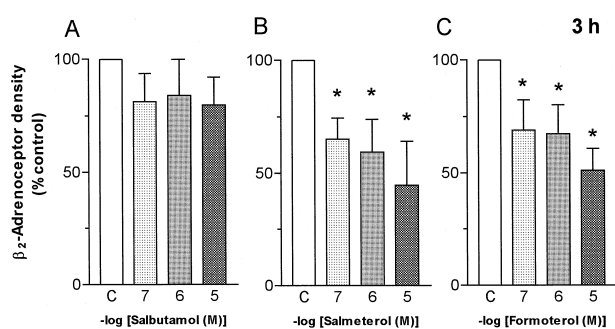 A
B
C
3 h
β2-Adrenoceptor density
(% control)
100
50
0
C 7 6 5
-log [Salbutamol (M)]
100
50
0
* * *
C 7 6 5
-log [Salmeterol (M)]
100
50
0
* * *
C 7 6 5
-log [Formoterol (M)]